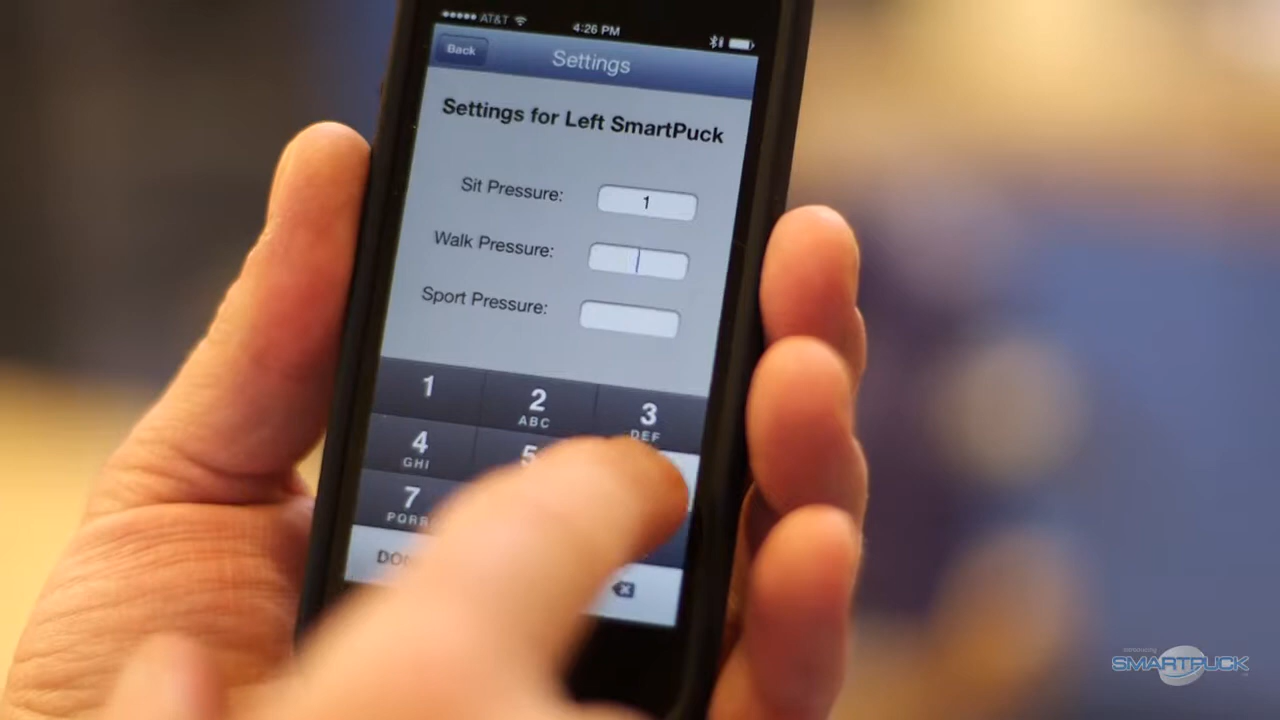 AT&T 4:26 PM
Back Settings
Settings for Left SmartPuck
Sit Pressure: 1
Walk Pressure:
Sport Pressure:
1 2 3
ABC DEF
4 5
GHI
7
introducing
SMARTPUCK